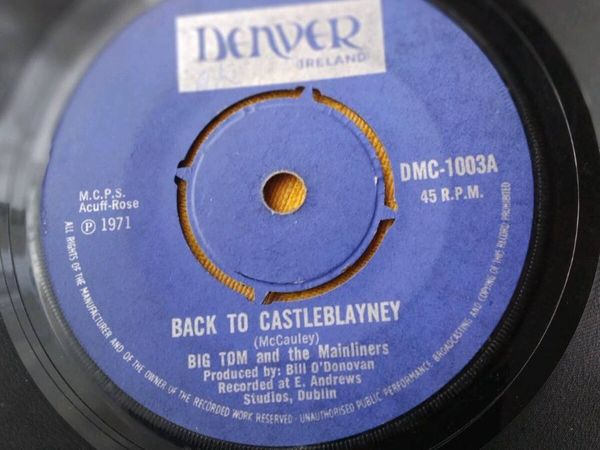 DENVER
IRELAND
M.C.P.S.
Acuff-Rose
Ⓟ 1971
DMC-1003A
45 R.P.M.
BACK TO CASTLEBLAYNEY
(McCauley)
BIG TOM and the Mainliners
Produced by: Bill O'Donovan
Recorded at E. Andrews
Studios, Dublin
ALL RIGHTS OF THE MANUFACTURER AND OF THE OWNER OF THE RECORDED WORK RESERVED · UNAUTHORISED PUBLIC PERFORMANCE BROADCASTING AND COPYING OF THIS RECORD PROHIBITED